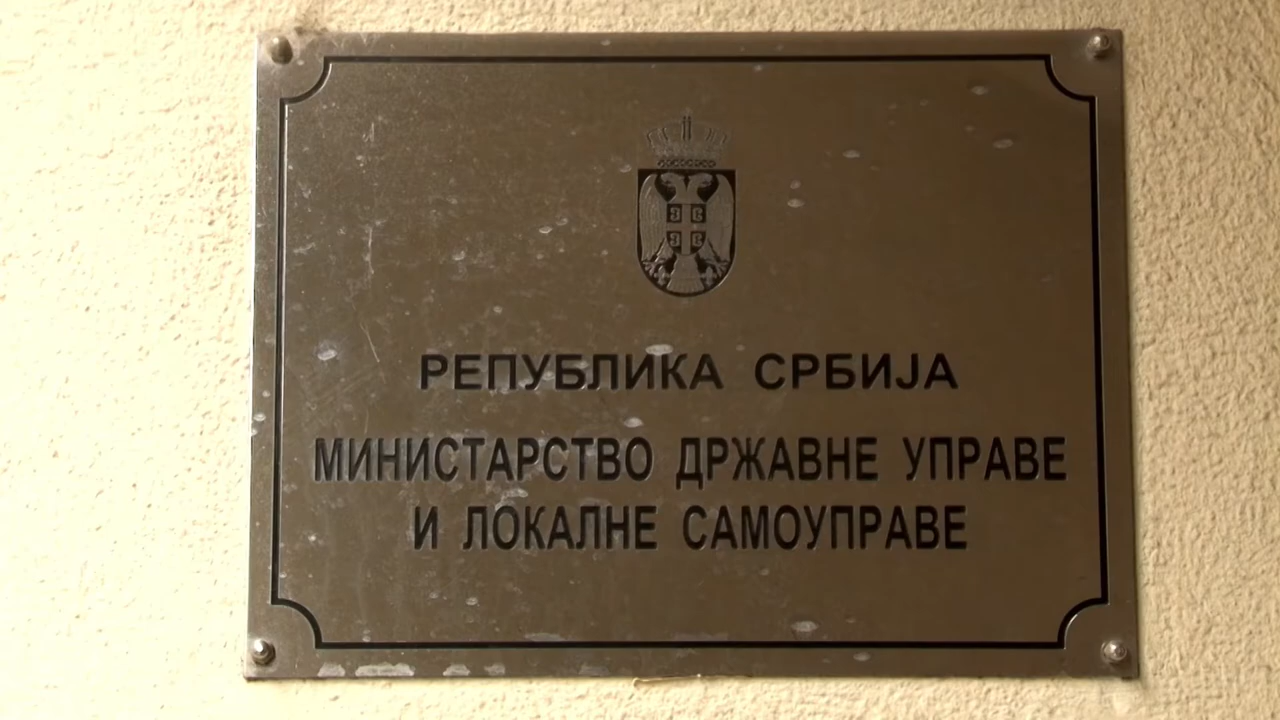 РЕПУБЛИКА СРБИЈА
МИНИСТАРСТВО ДРЖАВНЕ УПРАВЕ
И ЛОКАЛНЕ САМОУПРАВЕ